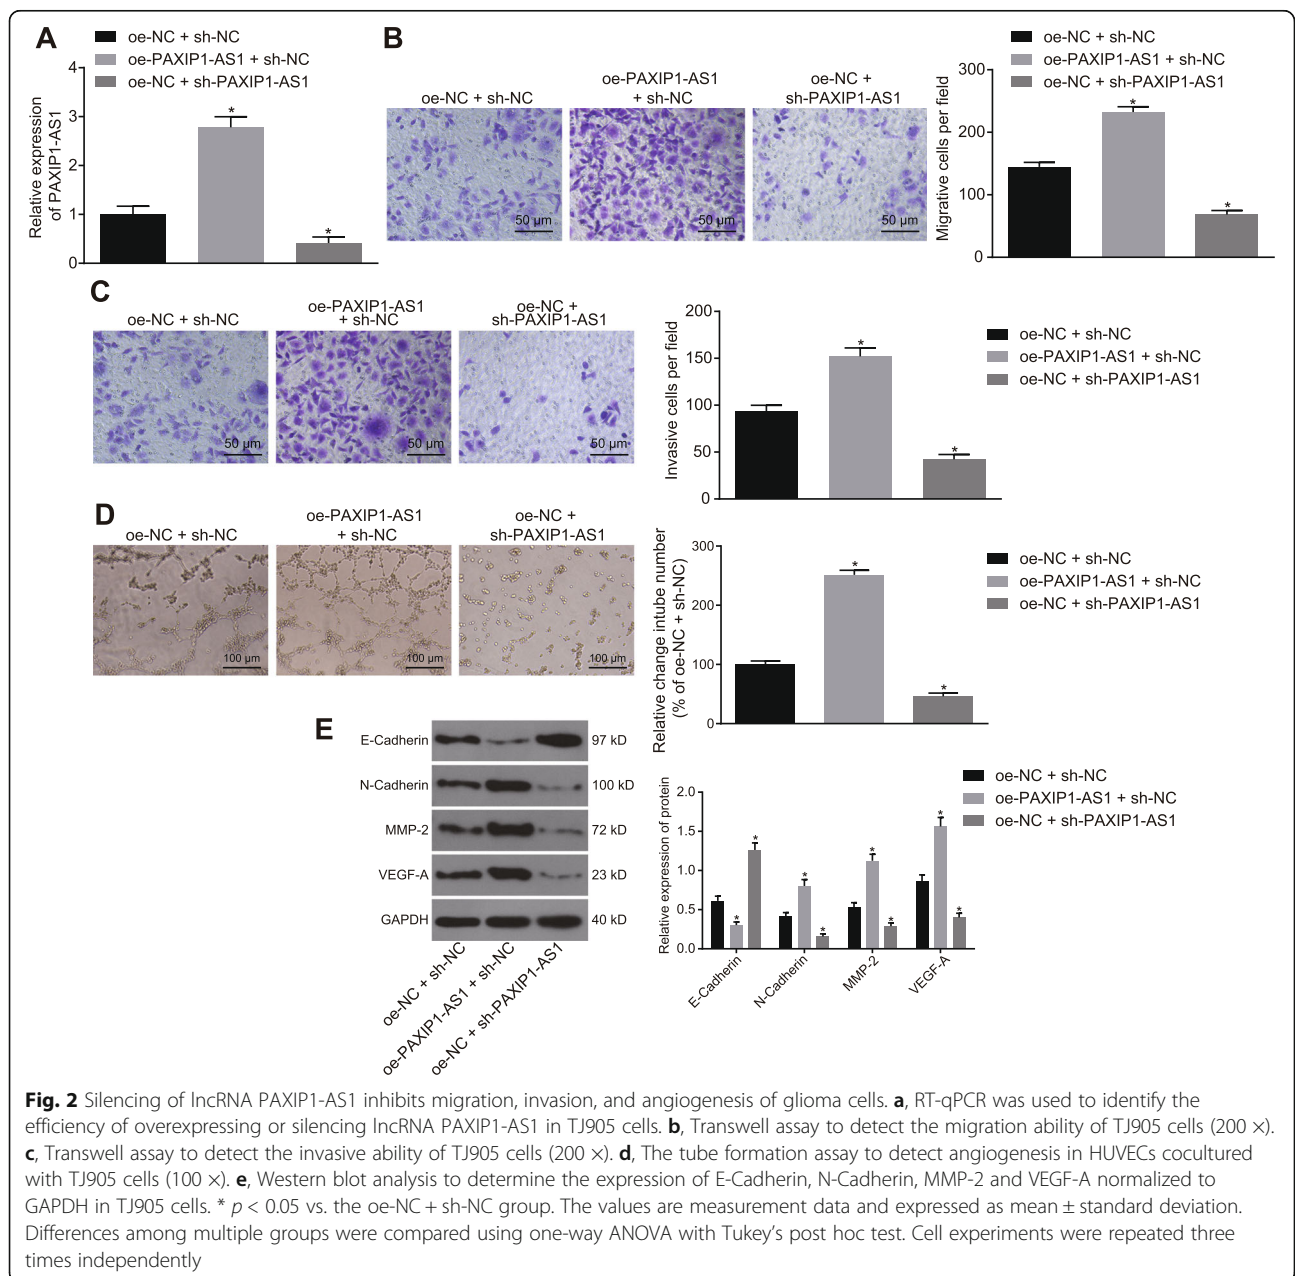 A
oe-NC + sh-NC
oe-PAXIP1-AS1 + sh-NC
oe-NC + sh-PAXIP1-AS1
Relative expression
of PAXIP1-AS1
4
3
2
1
0
*
*
B
oe-NC + sh-NC
oe-PAXIP1-AS1
+ sh-NC
oe-NC +
sh-PAXIP1-AS1
50 µm
50 µm
50 µm
oe-NC + sh-NC
oe-PAXIP1-AS1 + sh-NC
oe-NC + sh-PAXIP1-AS1
Migrative cells per field
300
200
100
0
*
*
C
oe-NC + sh-NC
oe-PAXIP1-AS1
+ sh-NC
oe-NC +
sh-PAXIP1-AS1
50 µm
50 µm
50 µm
Invasive cells per field
200
150
100
50
0
*
*
oe-NC + sh-NC
oe-PAXIP1-AS1 + sh-NC
oe-NC + sh-PAXIP1-AS1
D
oe-NC + sh-NC
oe-PAXIP1-AS1
+ sh-NC
oe-NC +
sh-PAXIP1-AS1
100 µm
100 µm
100 µm
Relative change intube number
(% of oe-NC + sh-NC)
300
200
100
0
*
*
oe-NC + sh-NC
oe-PAXIP1-AS1 + sh-NC
oe-NC + sh-PAXIP1-AS1
E
E-Cadherin
97 kD
N-Cadherin
100 kD
MMP-2
72 kD
VEGF-A
23 kD
GAPDH
40 kD
oe-NC + sh-NC
oe-PAXIP1-AS1 + sh-NC
oe-NC + sh-PAXIP1-AS1
oe-NC + sh-NC
oe-PAXIP1-AS1 + sh-NC
oe-NC + sh-PAXIP1-AS1
Relative expression of protein
2.0
1.5
1.0
0.5
0.0
*
*
*
*
*
*
*
*
E-Cadherin
N-Cadherin
MMP-2
VEGF-A
Fig. 2 Silencing of lncRNA PAXIP1-AS1 inhibits migration, invasion, and angiogenesis of glioma cells. a, RT-qPCR was used to identify the
efficiency of overexpressing or silencing lncRNA PAXIP1-AS1 in TJ905 cells. b, Transwell assay to detect the migration ability of TJ905 cells (200 ×).
c, Transwell assay to detect the invasive ability of TJ905 cells (200 ×). d, The tube formation assay to detect angiogenesis in HUVECs cocultured
with TJ905 cells (100 ×). e, Western blot analysis to determine the expression of E-Cadherin, N-Cadherin, MMP-2 and VEGF-A normalized to
GAPDH in TJ905 cells. * p < 0.05 vs. the oe-NC + sh-NC group. The values are measurement data and expressed as mean ± standard deviation.
Differences among multiple groups were compared using one-way ANOVA with Tukey's post hoc test. Cell experiments were repeated three
times independently